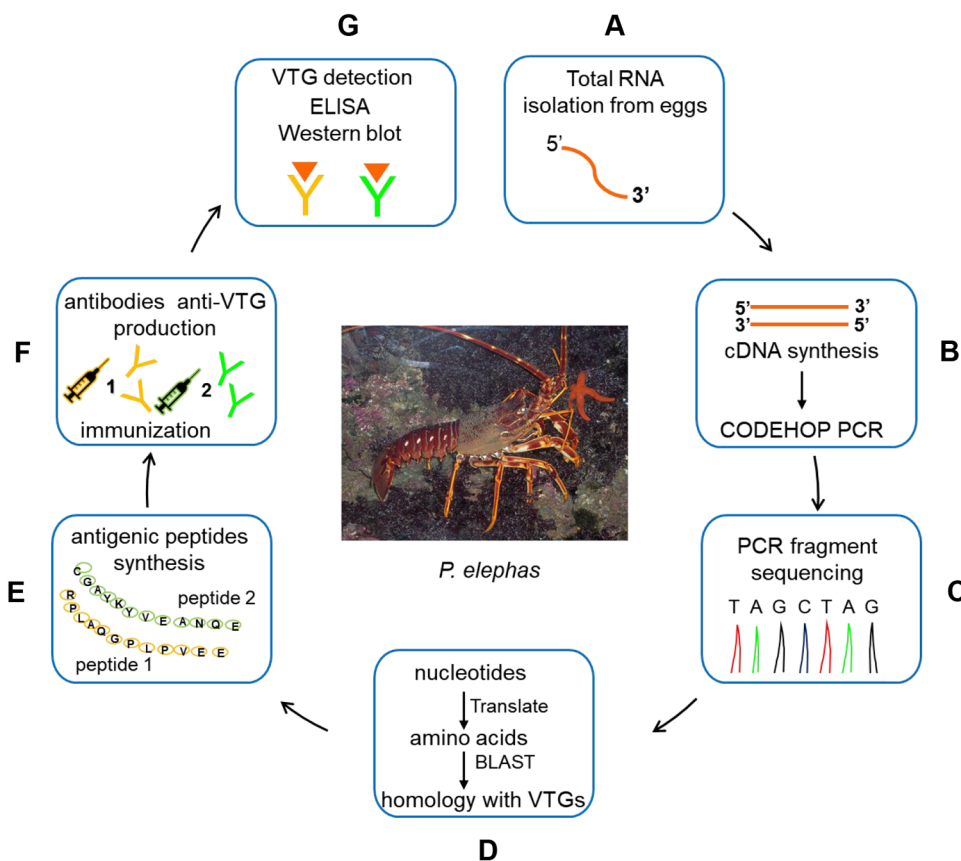 G
VTG detection
ELISA
Western blot
A
Total RNA
isolation from eggs
5’
3’
B
5’ 3’
3’ 5’
cDNA synthesis
CODEHOP PCR
C
PCR fragment
sequencing
T A G C T A G
D
nucleotides
Translate
amino acids
BLAST
homology with VTGs
E
antigenic peptides
synthesis
C G A Y K Y V E A N Q E
peptide 2
R P L A Q G P L P V E E
peptide 1
F
antibodies anti-VTG
production
1 2
immunization
P. elephas